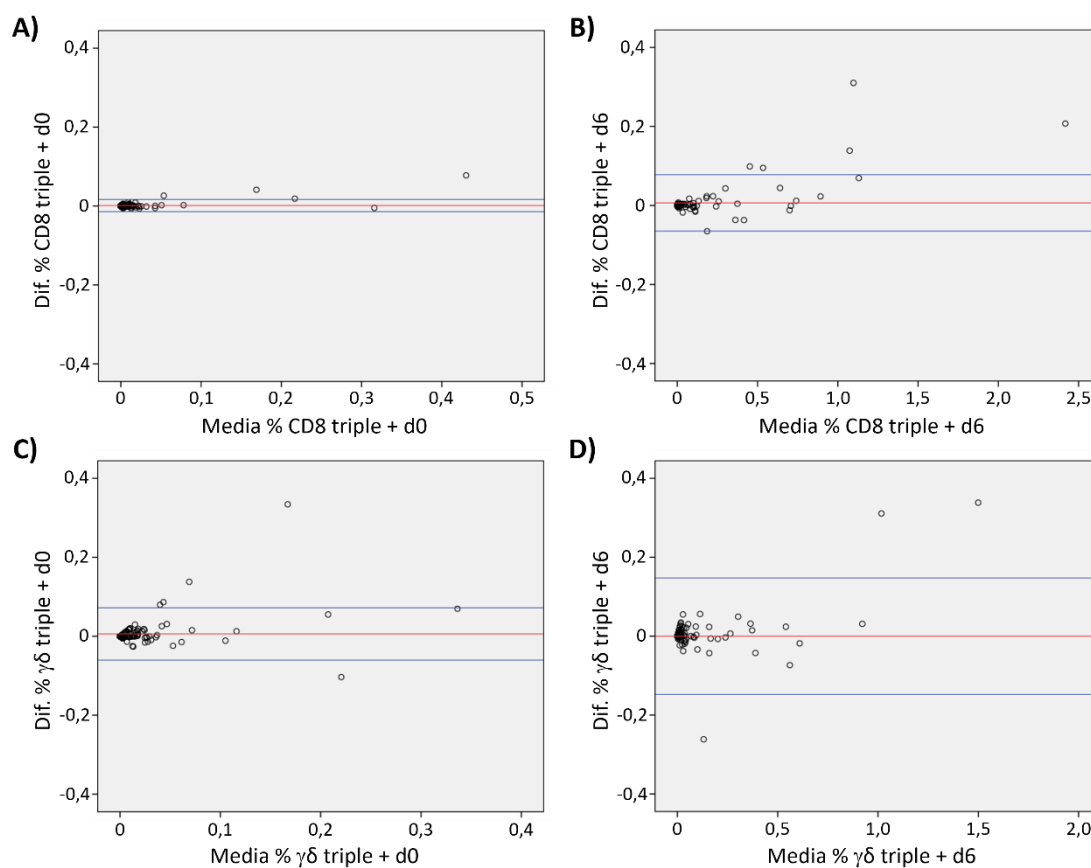 A)
Dif. % CD8 triple + d0
0,4
0,2
0
-0,2
-0,4
0 0,1 0,2 0,3 0,4 0,5
Media % CD8 triple + d0
B)
Dif. % CD8 triple + d6
0,4
0,2
0
-0,2
-0,4
0 0,5 1,0 1,5 2,0 2,5
Media % CD8 triple + d6
C)
Dif. % γδ triple + d0
0,4
0,2
0
-0,2
-0,4
0 0,1 0,2 0,3 0,4
Media % γδ triple + d0
D)
Dif. % γδ triple + d6
0,4
0,2
0
-0,2
-0,4
0 0,5 1,0 1,5 2,0
Media % γδ triple + d6